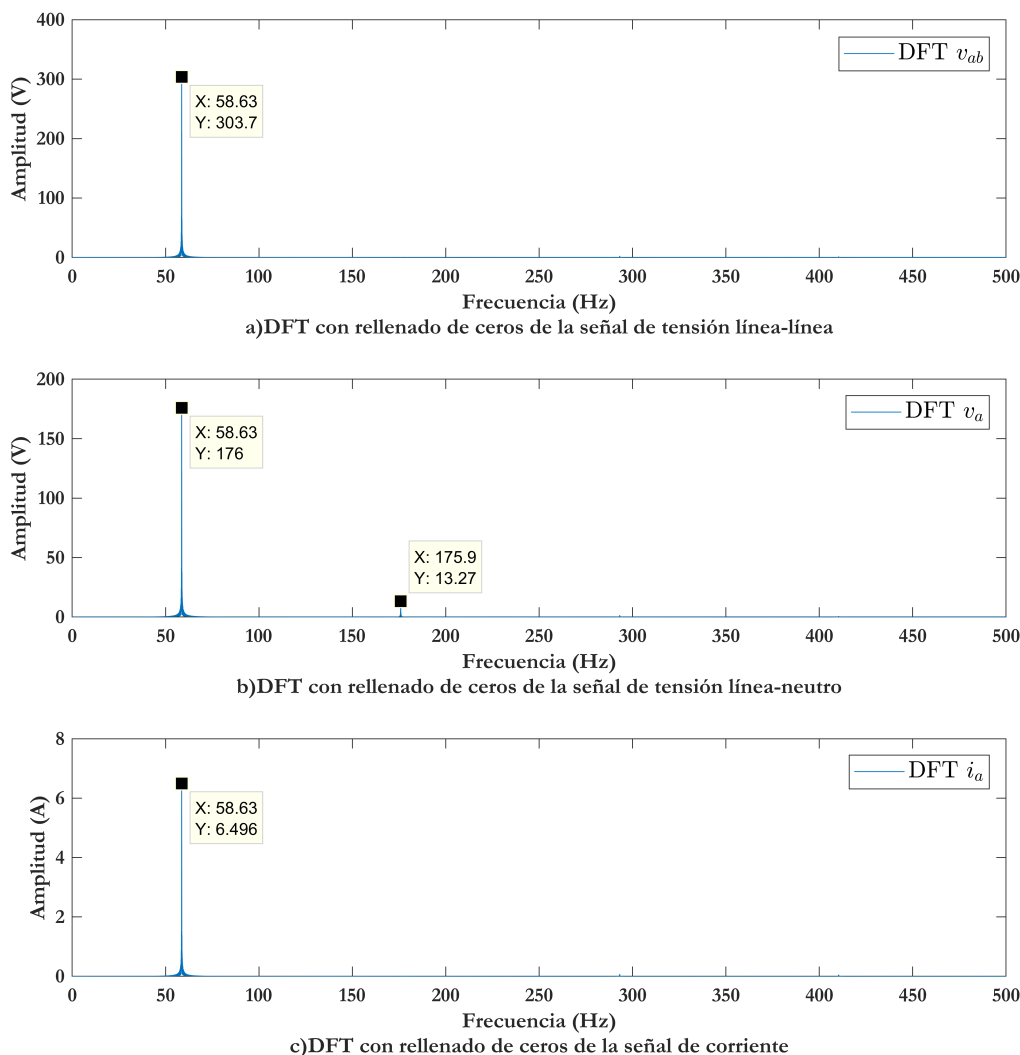 400
300
200
100
0
Amplitud (V)
DFT v_ab
X: 58.63
Y: 303.7
0 50 100 150 200 250 300 350 400 450 500
Frecuencia (Hz)
a)DFT con rellenado de ceros de la señal de tensión línea-línea
200
150
100
50
0
Amplitud (V)
DFT v_a
X: 58.63
Y: 176
X: 175.9
Y: 13.27
0 50 100 150 200 250 300 350 400 450 500
Frecuencia (Hz)
b)DFT con rellenado de ceros de la señal de tensión línea-neutro
8
6
4
2
0
Amplitud (A)
DFT i_a
X: 58.63
Y: 6.496
0 50 100 150 200 250 300 350 400 450 500
Frecuencia (Hz)
c)DFT con rellenado de ceros de la señal de corriente